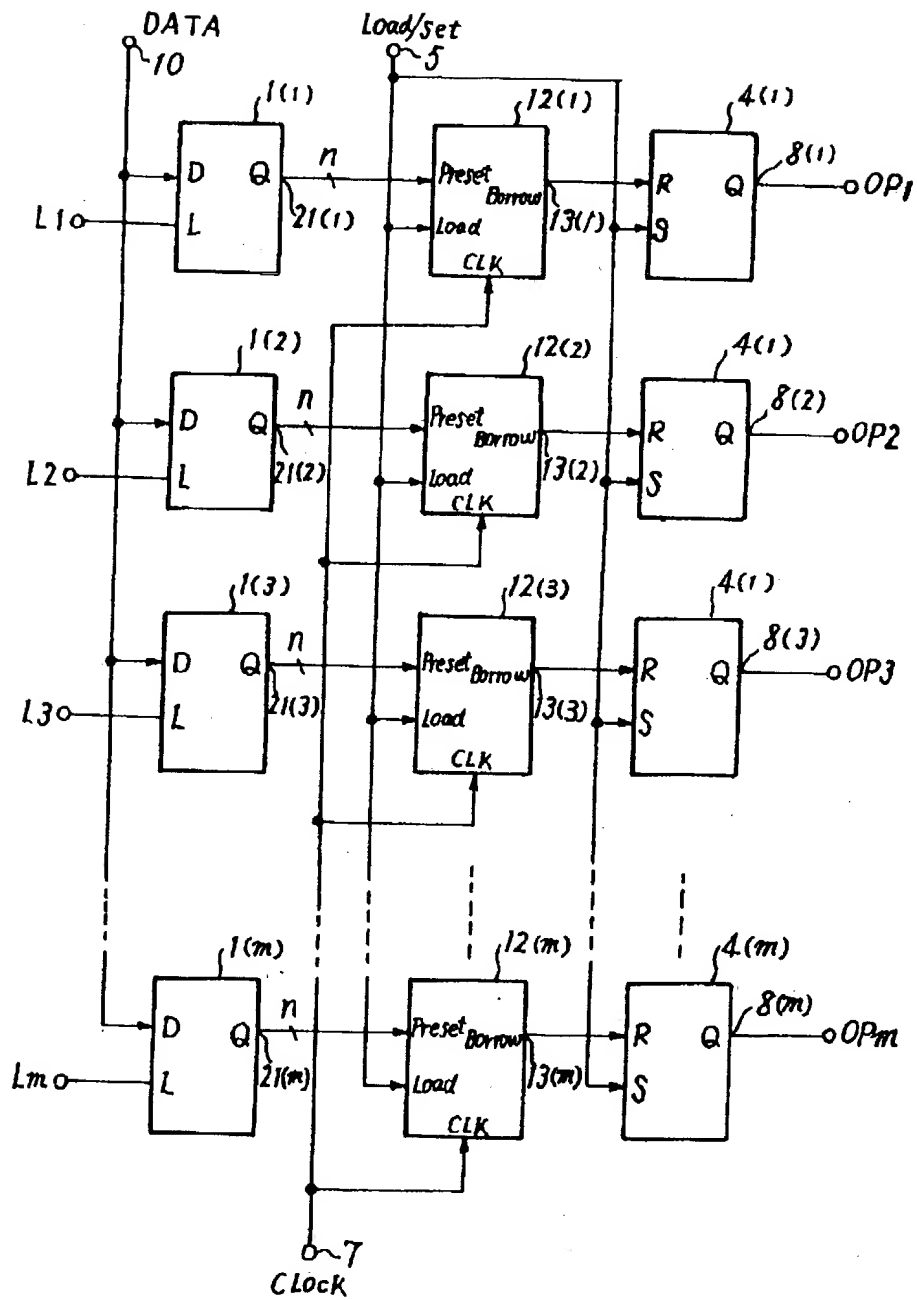 DATA
10
Load/set
5
1(1)
12(1)
4(1)
n
8(1)
D
Q
Preset
Borrow
R
Q
OP1
L1
L
21(1)
Load
13(1)
S
CLK
1(2)
12(2)
4(1)
n
8(2)
D
Q
Preset
Borrow
R
Q
OP2
L2
L
21(2)
Load
13(2)
S
CLK
1(3)
12(3)
4(1)
n
8(3)
D
Q
Preset
Borrow
R
Q
OP3
L3
L
21(3)
Load
13(3)
S
CLK
1(m)
12(m)
4(m)
n
8(m)
D
Q
Preset
Borrow
R
Q
OPm
Lm
L
21(m)
Load
13(m)
S
CLK
7
CLocK